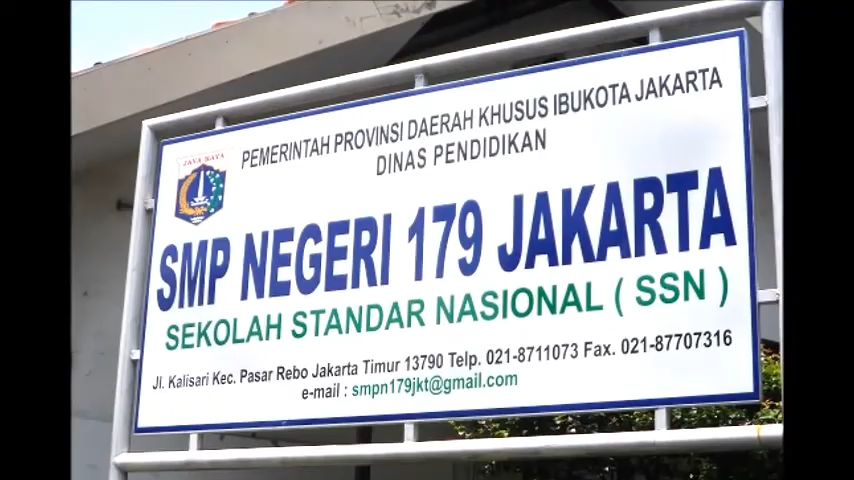 PEMERINTAH PROVINSI DAERAH KHUSUS IBUKOTA JAKARTA
DINAS PENDIDIKAN
JAYA RAYA
SMP NEGERI 179 JAKARTA
SEKOLAH STANDAR NASIONAL ( SSN )
Jl. Kalisari Kec. Pasar Rebo Jakarta Timur 13790 Telp. 021-8711073 Fax. 021-87707316
e-mail : smpn179jkt@gmail.com